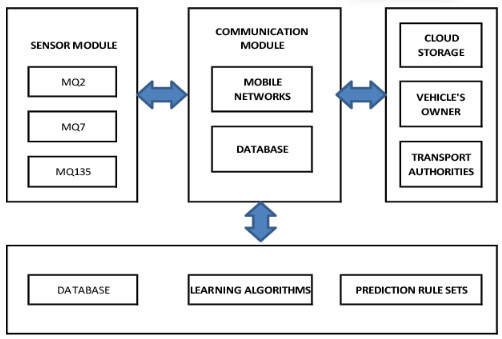 SENSOR MODULE
MQ2
MQ7
MQ135
COMMUNICATION
MODULE
MOBILE
NETWORKS
DATABASE
CLOUD
STORAGE
VEHICLE'S
OWNER
TRANSPORT
AUTHORITIES
DATABASE
LEARNING ALGORITHMS
PREDICTION RULE SETS